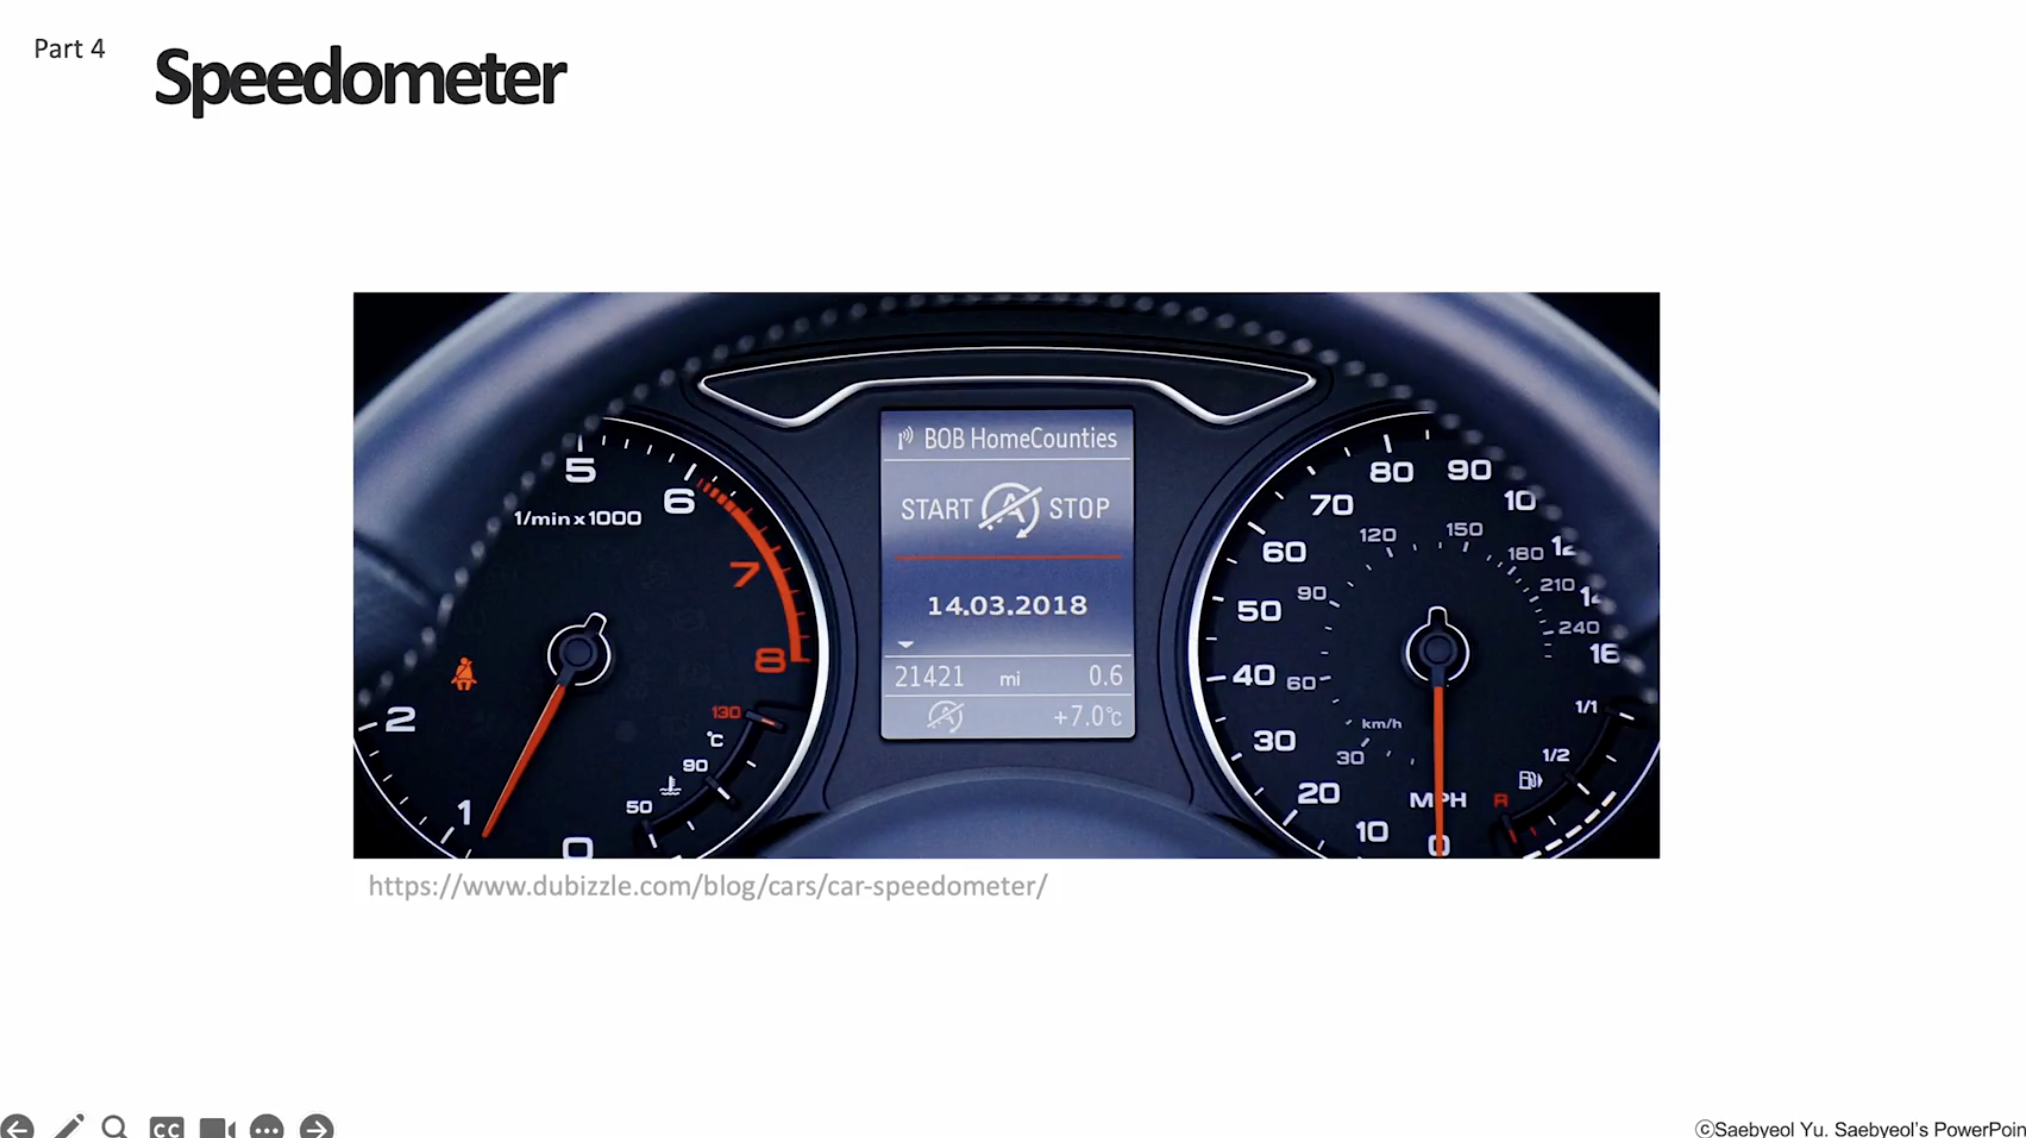 Part 4
Speedometer
5
6
1/min x 1000
7
8
2
1
0
130
°C
90
50
BOB HomeCounties
START A STOP
14.03.2018
21421 mi 0.6
+7.0°C
80
90
70
10
60
120
150
180
50
90
210
240
40
60
16
1/1
km/h
30
30
1/2
20
MPH
R
10
0
https://www.dubizzle.com/blog/cars/car-speedometer/
CC
©Saebyeol Yu. Saebyeol's PowerPoin